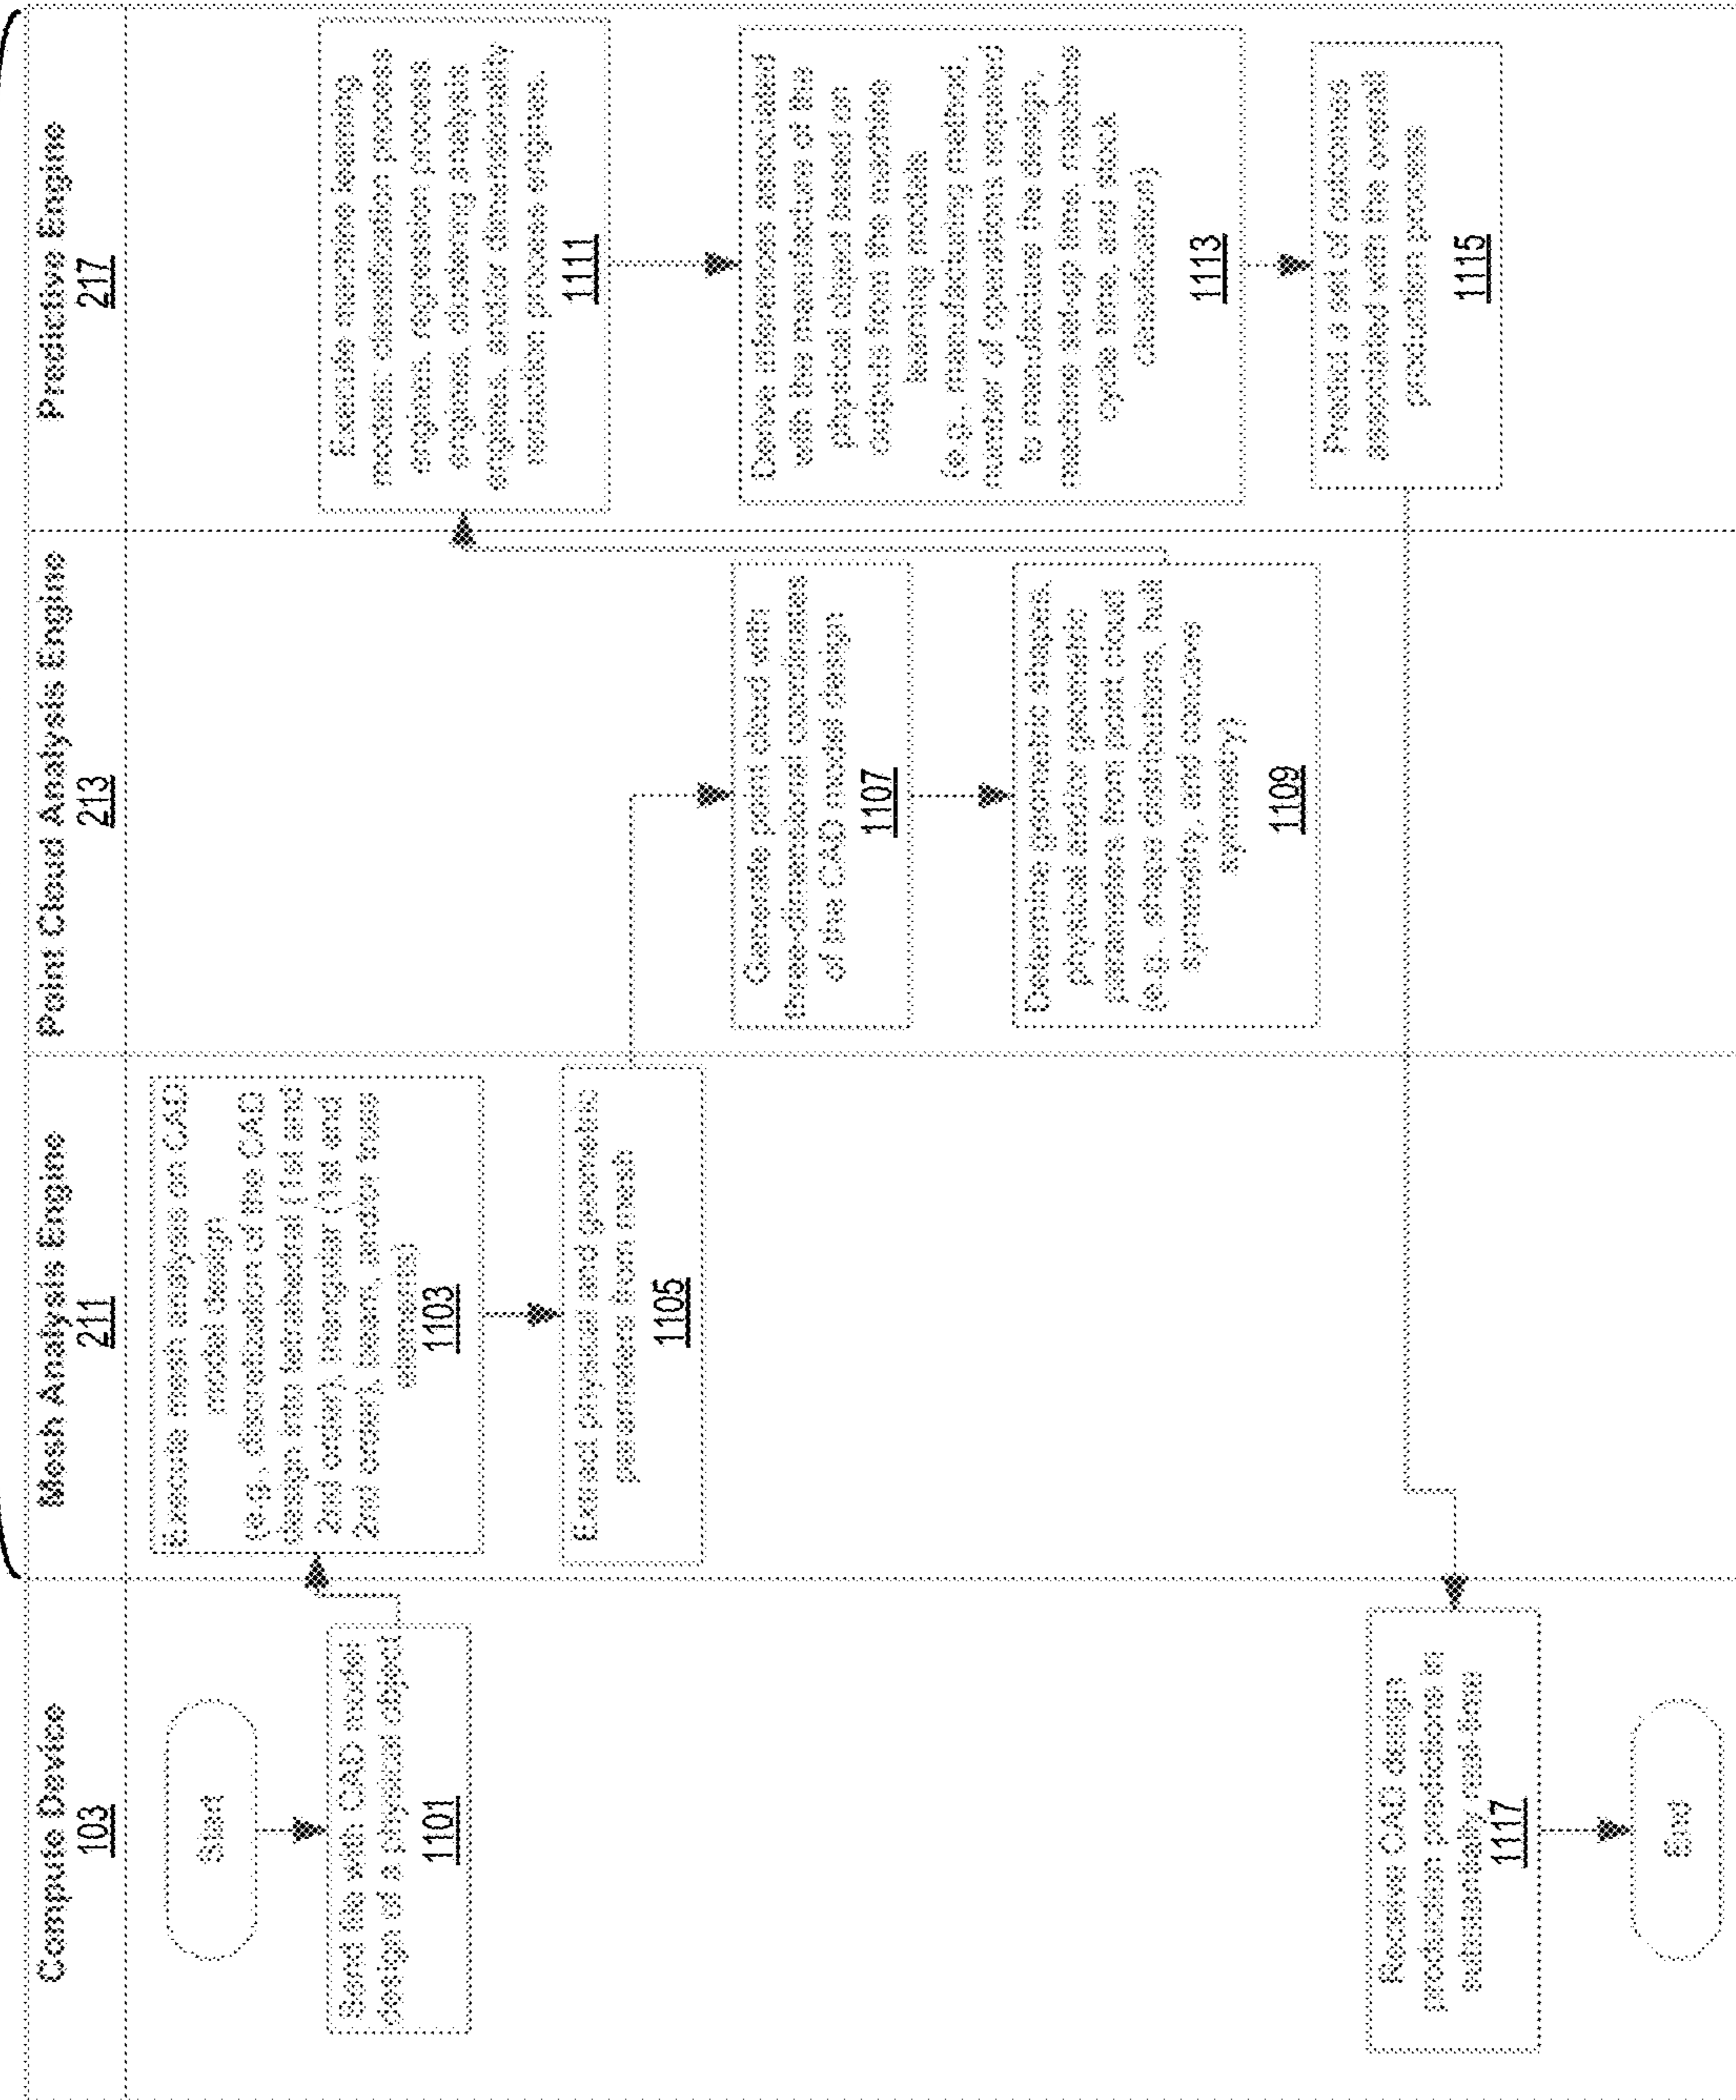 Compute Device
103
Mesh Analysis Engine
211
Point Cloud Analysis Engine
213
Predictive Engine
217
Start
Send file with CAD model
design of a physical object
1101
Execute mesh analysis on CAD
model design
(e.g., discretization of the CAD
design into tetrahedral (1st and
2nd order), triangular (1st and
2nd order), beam, and/or truss
elements)
1103
Extract physical and geometric
parameters from mesh
1105
Generate point cloud with
three-dimensional coordinates
of the CAD model design
1107
Determine geometric shapes,
physical and/or geometric
parameters from point cloud
(e.g., shape distributions, hull
symmetry, and concave
symmetry)
1109
Execute machine learning
models, classification process
engines, regression process
engines, clustering analysis
engines, and/or dimensionality
reduction process engines.
1111
Derive inferences associated
with the manufacture of the
physical object based on
outputs from the machine
learning models
(e.g., manufacturing method,
number of operations required
to manufacture the design,
machine setup time, machine
cycle time, and stock
classification)
1113
Predict a set of outcomes
associated with the overall
production process
1115
Receive CAD design
production predictions in
substantially real-time
1117
End